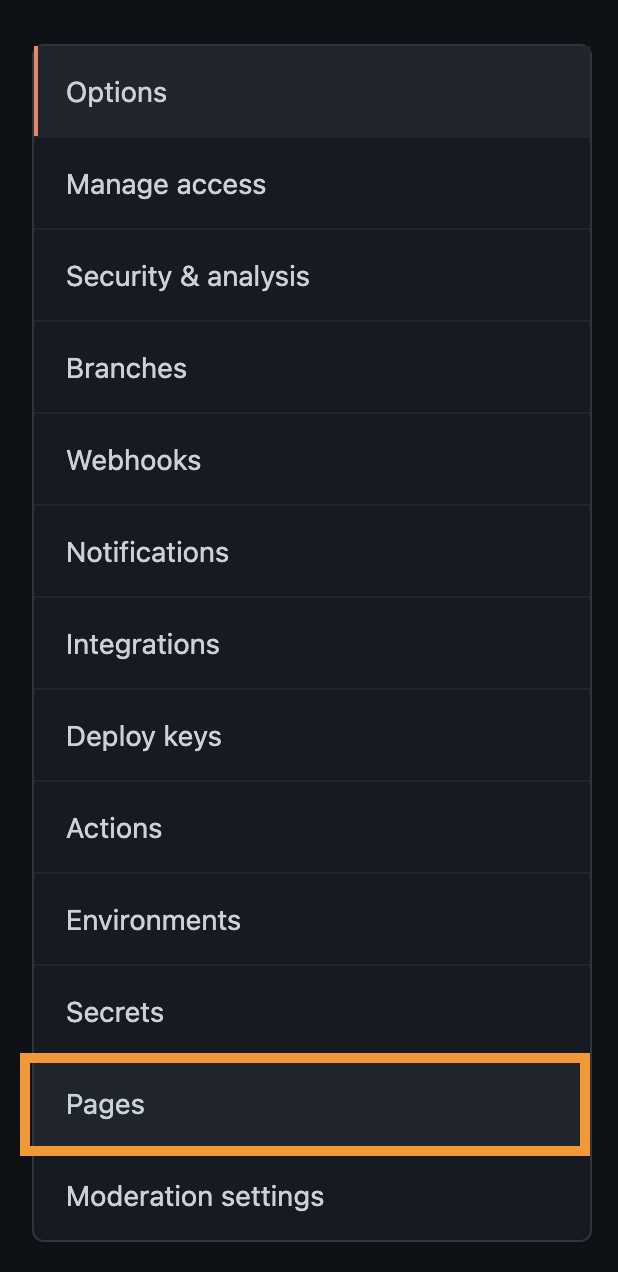 Options
Manage access
Security & analysis
Branches
Webhooks
Notifications
Integrations
Deploy keys
Actions
Environments
Secrets
Pages
Moderation settings